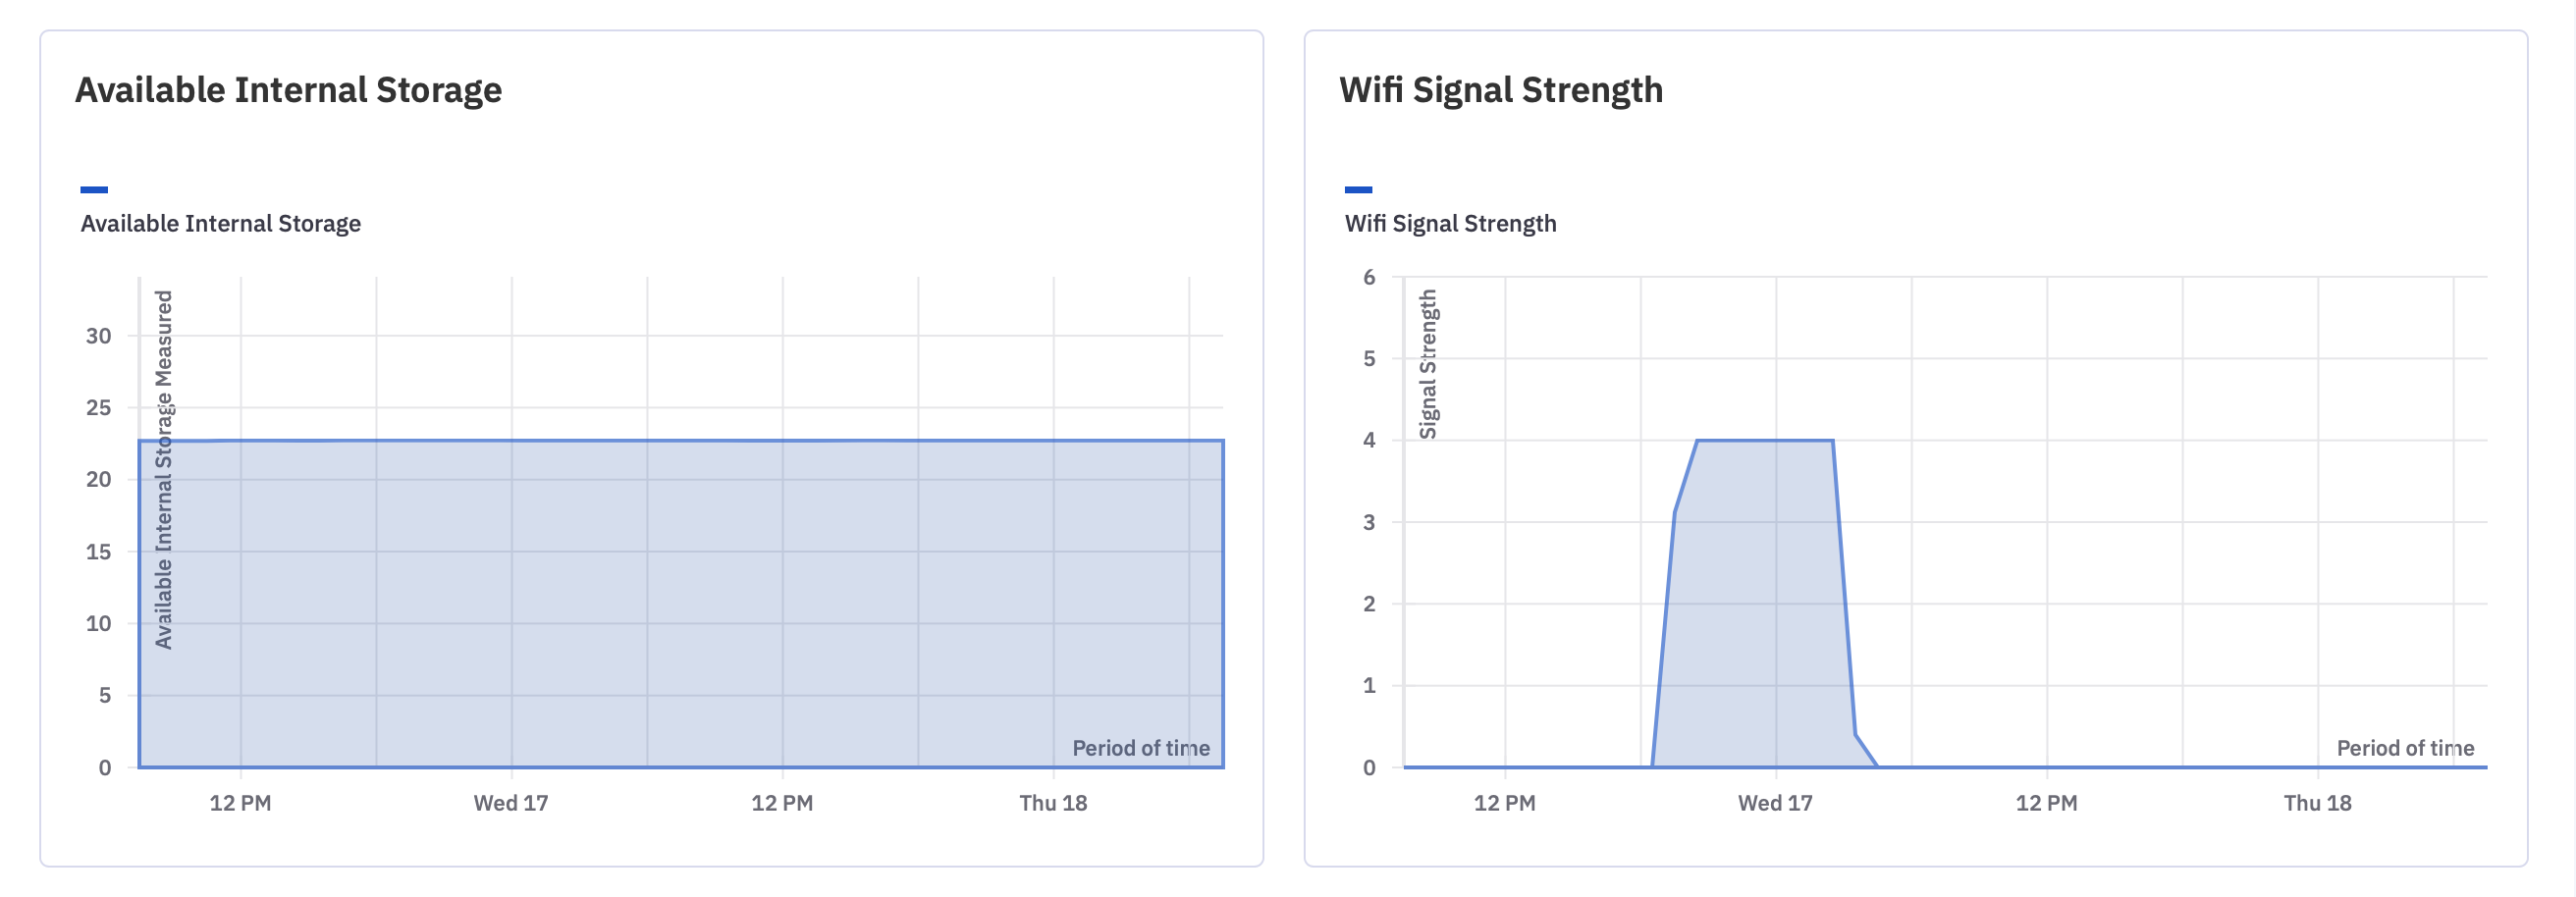 Available Internal Storage
Available Internal Storage
Available Internal Storage Measured
30
25
20
15
10
5
0
Period of time
12 PM
Wed 17
12 PM
Thu 18
Wifi Signal Strength
Wifi Signal Strength
Signal Strength
6
5
4
3
2
1
0
Period of time
12 PM
Wed 17
12 PM
Thu 18